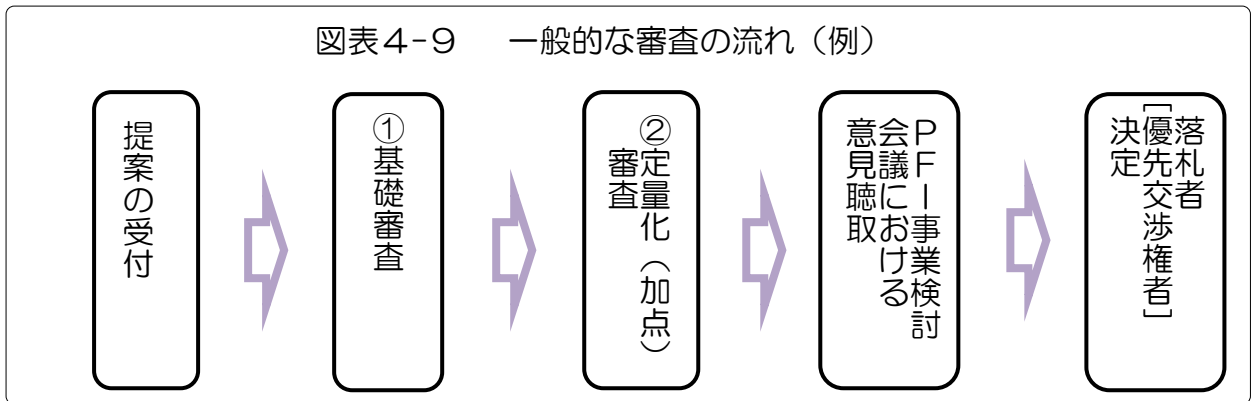 図表4-9 一般的な審査の流れ(例)
提案の受付
①基礎審査
②定量化(加点)
審査
PFI事業検討
会議における
意見聴取
落札者
[優先交渉権者]
決定